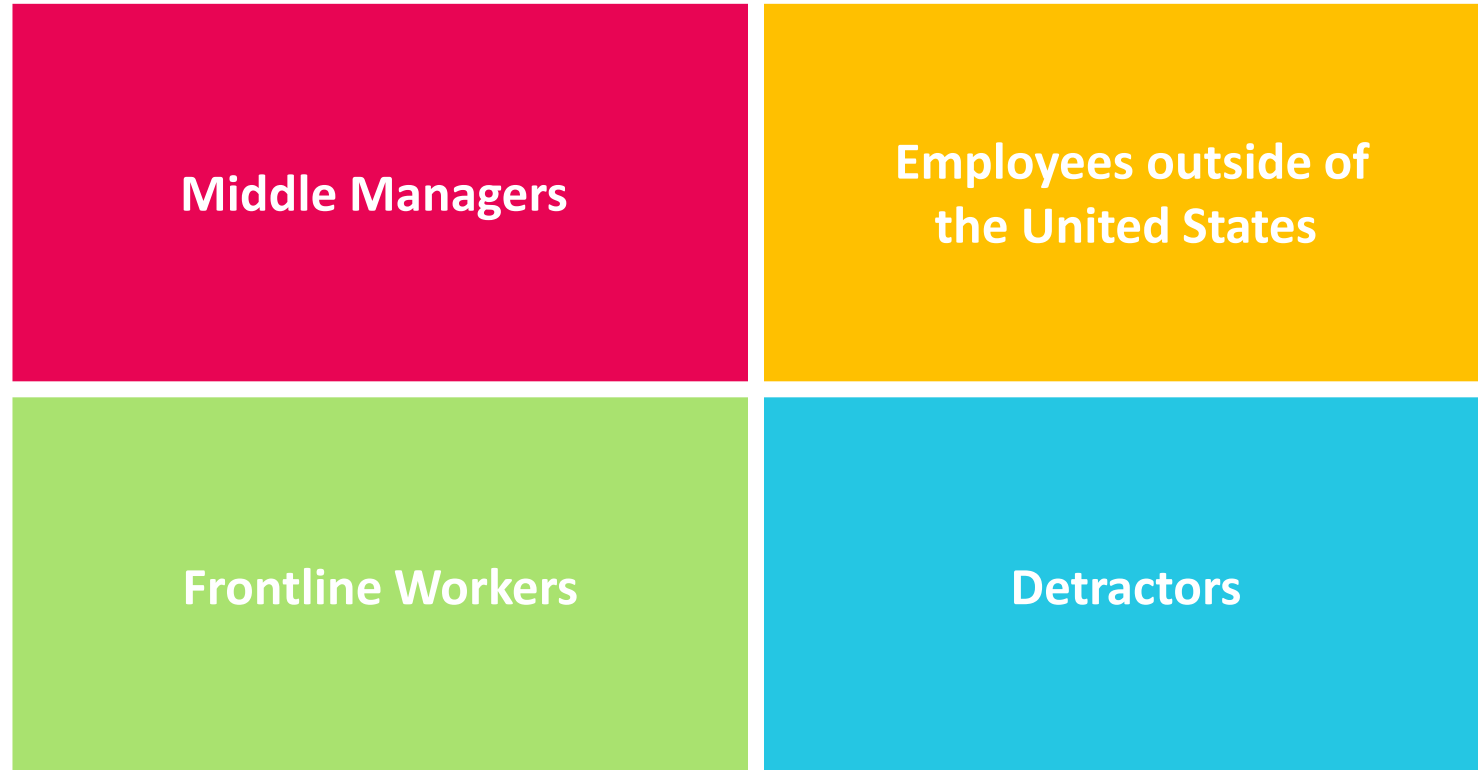 Middle Managers
Employees outside of
the United States
Frontline Workers
Detractors